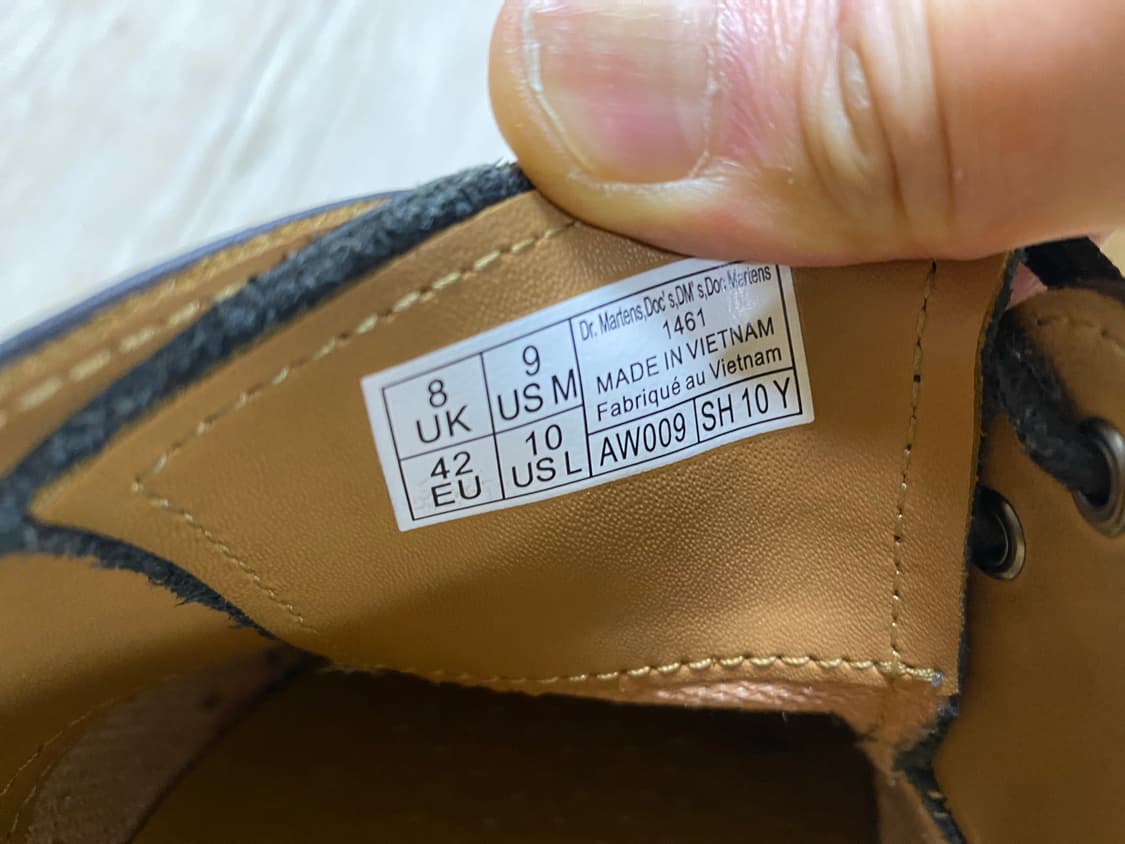 8
UK
9
US M
42
EU
10
US L
Dr. Martens,Doc's,DM's,Doc Martens
1461
MADE IN VIETNAM
Fabriqué au Vietnam
AW009
SH 10 Y